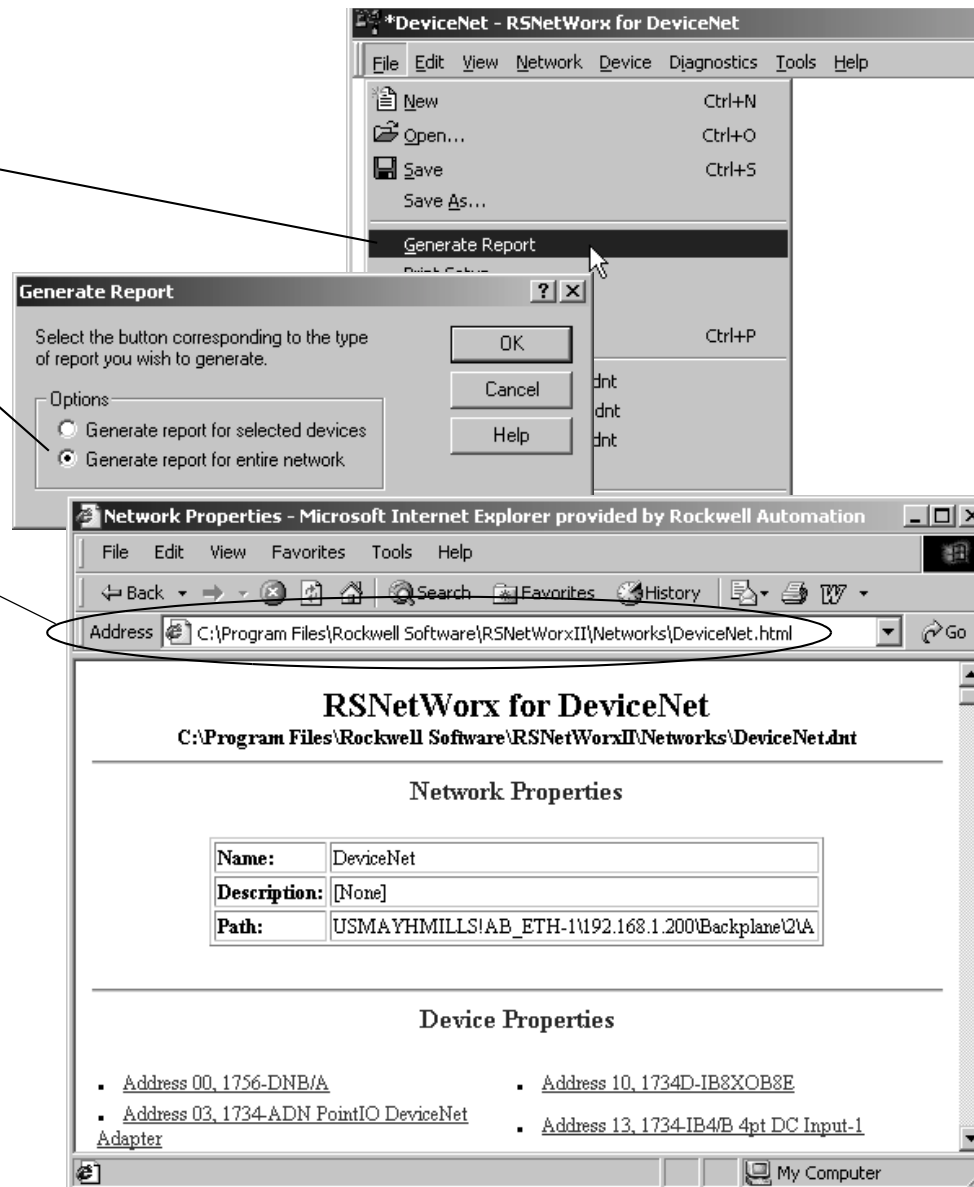 *DeviceNet - RSNetWorx for DeviceNet
File Edit View Network Device Diagnostics Tools Help
New Ctrl+N
Open... Ctrl+O
Save Ctrl+S
Save As...
Generate Report
Print Setup
Ctrl+P
dnt
dnt
dnt
Generate Report
Select the button corresponding to the type
of report you wish to generate.
Options
Generate report for selected devices
Generate report for entire network
OK
Cancel
Help
Network Properties - Microsoft Internet Explorer provided by Rockwell Automation
File Edit View Favorites Tools Help
Back Search Favorites History
Address C:\Program Files\Rockwell Software\RSNetWorxII\Networks\DeviceNet.html Go
RSNetWorx for DeviceNet
C:\Program Files\Rockwell Software\RSNetWorxII\Networks\DeviceNet.dnt
Network Properties
Name: DeviceNet
Description: [None]
Path: USMAYHMILLS!AB_ETH-1\192.168.1.200\Backplane\2\A
Device Properties
Address 00, 1756-DNB/A
Address 03, 1734-ADN PointIO DeviceNet
Adapter
Address 10, 1734D-IB8XOB8E
Address 13, 1734-IB4/B 4pt DC Input-1
My Computer